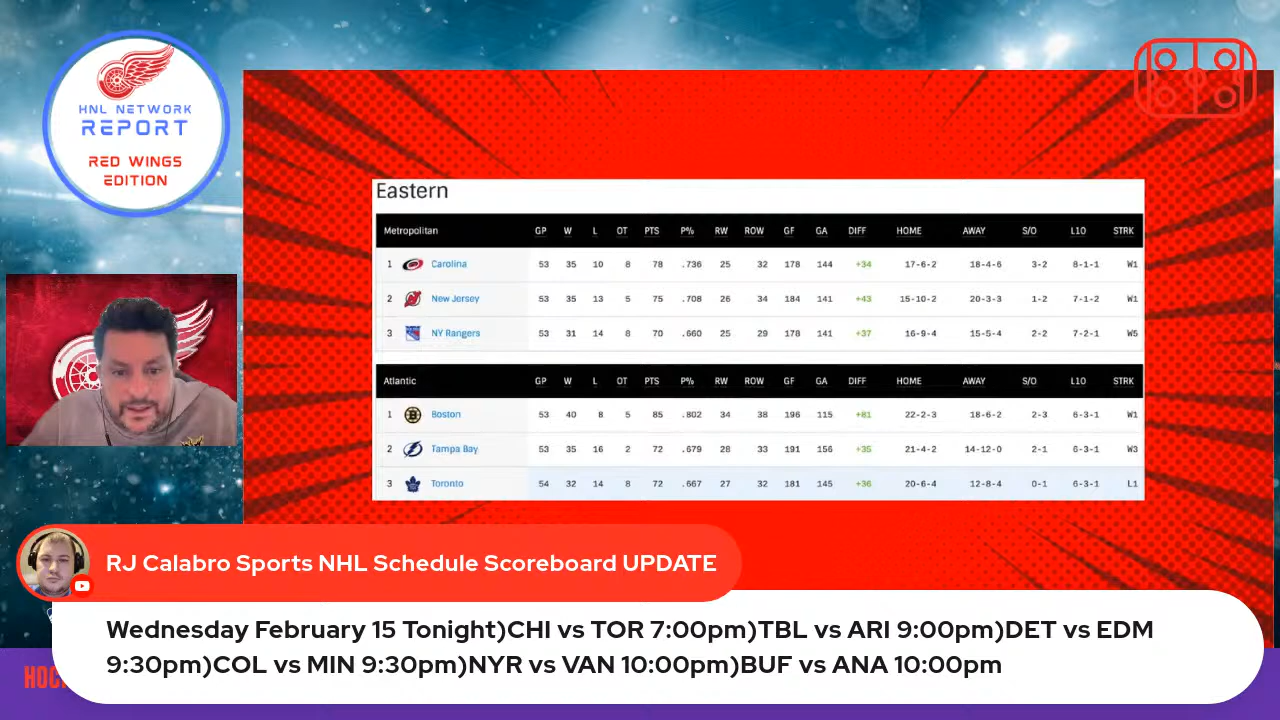 HNL NETWORK
REPORT
RED WINGS
EDITION
Eastern
Metropolitan GP W L OT PTS P% RW ROW GF GA DIFF HOME AWAY S/O L10 STRK
1 Carolina 53 35 10 8 78 .736 25 32 178 144 +34 17-6-2 18-4-6 3-2 8-1-1 W1
2 New Jersey 53 35 13 5 75 .708 26 34 184 141 +43 15-10-2 20-3-3 1-2 7-1-2 W1
3 NY Rangers 53 31 14 8 70 .660 25 29 178 141 +37 16-9-4 15-5-4 2-2 7-2-1 W5
Atlantic GP W L OT PTS P% RW ROW GF GA DIFF HOME AWAY S/O L10 STRK
1 Boston 53 40 8 5 85 .802 34 38 196 115 +81 22-2-3 18-6-2 2-3 6-3-1 W1
2 Tampa Bay 53 35 16 2 72 .679 28 33 191 156 +35 21-4-2 14-12-0 2-1 6-3-1 W3
3 Toronto 54 32 14 8 72 .667 27 32 181 145 +36 20-6-4 12-8-4 0-1 6-3-1 L1
RJ Calabro Sports NHL Schedule Scoreboard UPDATE
Wednesday February 15 Tonight)CHI vs TOR 7:00pm)TBL vs ARI 9:00pm)DET vs EDM
9:30pm)COL vs MIN 9:30pm)NYR vs VAN 10:00pm)BUF vs ANA 10:00pm